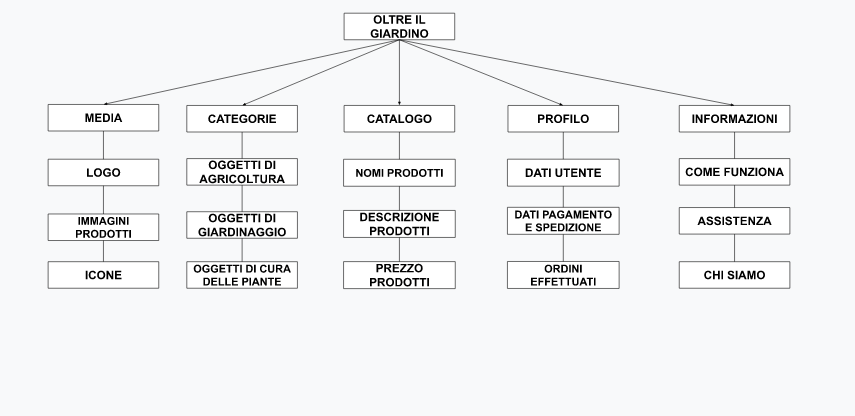 OLTRE IL
GIARDINO
MEDIA
CATEGORIE
CATALOGO
PROFILO
INFORMAZIONI
LOGO
OGGETTI DI
AGRICOLTURA
NOMI PRODOTTI
DATI UTENTE
COME FUNZIONA
IMMAGINI
PRODOTTI
OGGETTI DI
GIARDINAGGIO
DESCRIZIONE
PRODOTTI
DATI PAGAMENTO
E SPEDIZIONE
ASSISTENZA
ICONE
OGGETTI DI CURA
DELLE PIANTE
PREZZO
PRODOTTI
ORDINI
EFFETTUATI
CHI SIAMO